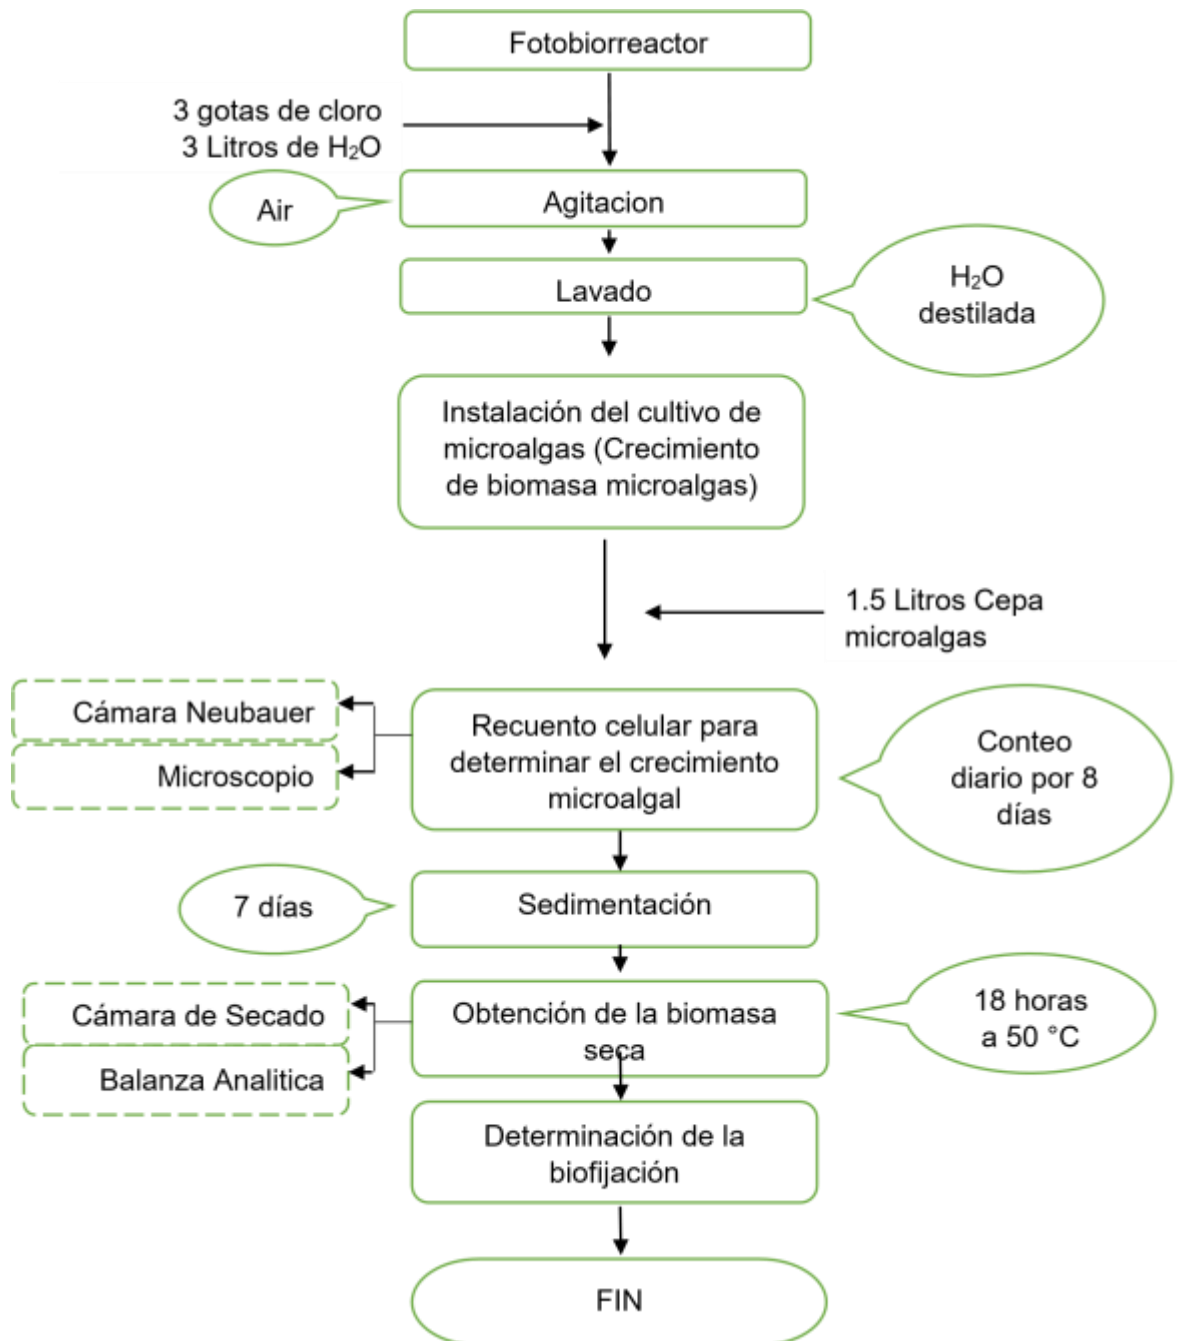 Fotobiorreactor
3 gotas de cloro
3 Litros de H₂O
Air
Agitacion
Lavado
H₂O
destilada
Instalación del cultivo de
microalgas (Crecimiento
de biomasa microalgas)
1.5 Litros Cepa
microalgas
Cámara Neubauer
Microscopio
Recuento celular para
determinar el crecimiento
microalgal
Conteo
diario por 8
días
7 días
Sedimentación
Cámara de Secado
Balanza Analitica
Obtención de la biomasa
seca
18 horas
a 50 °C
Determinación de la
biofijación
FIN